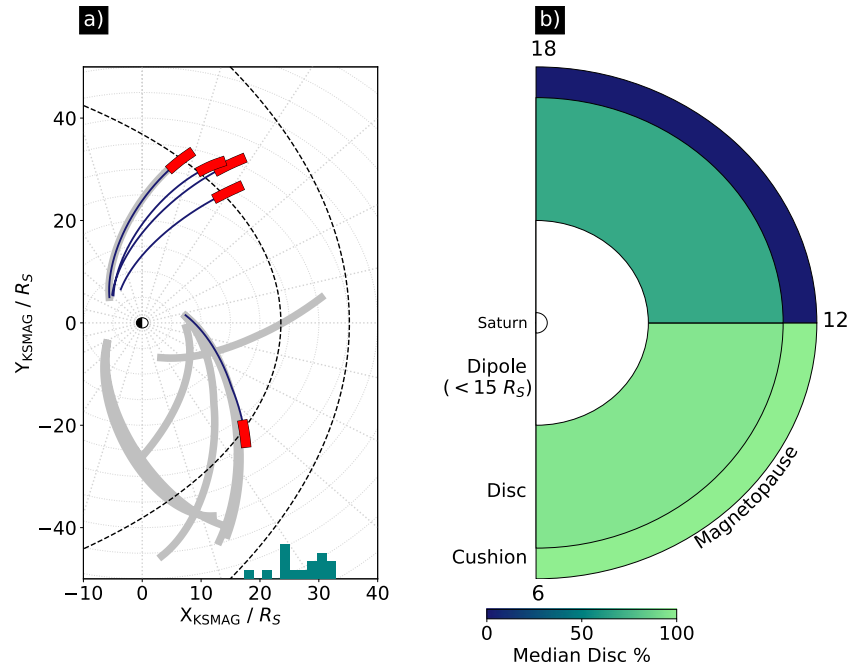 a)
b)
40
20
0
−20
−40
Y_KSMAG / R_S
−10
0
10
20
30
40
X_KSMAG / R_S
18
Saturn
12
Dipole
(< 15 R_S)
Disc
Magnetopause
Cushion
6
0
50
100
Median Disc %